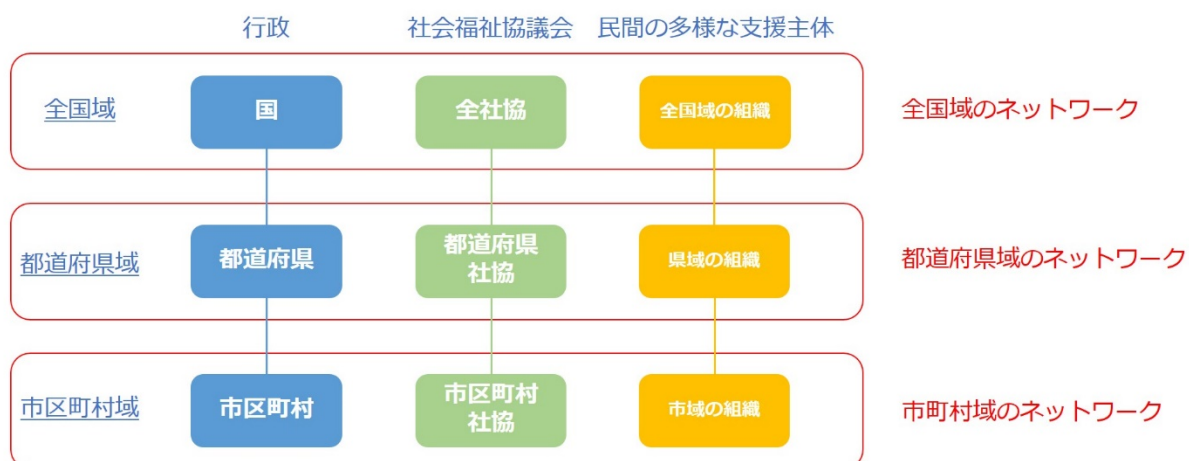 行政
社会福祉協議会
民間の多様な支援主体
全国域
国
全社協
全国域の組織
全国域のネットワーク
都道府県域
都道府県
都道府県
社協
県域の組織
都道府県域のネットワーク
市区町村域
市区町村
市区町村
社協
市域の組織
市町村域のネットワーク